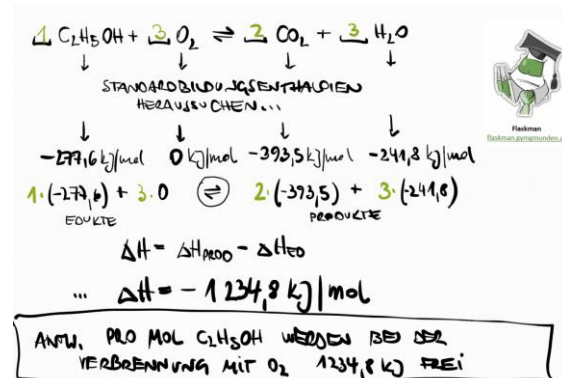 1 C2H5OH + 3 O2 ⇌ 2 CO2 + 3 H2O
↓ ↓ ↓ ↓
STANDARDBILDUNGSENTHALPIEN
HERAUSSUCHEN...
↓ ↓ ↓ ↓
-277,6 kJ/mol 0 kJ/mol -393,5 kJ/mol -241,8 kJ/mol
1·(-277,6) + 3·0 ⇌ 2·(-393,5) + 3·(-241,8)
EDUKTE PRODUKTE
ΔH = ΔHPROD - ΔHED
... ΔH = -1234,8 kJ/mol
ANTW. PRO MOL C2H5OH WERDEN BEI DER
VERBRENNUNG MIT O2 1234,8 kJ FREI
Flaskman
flaskman.gymgmunden.at